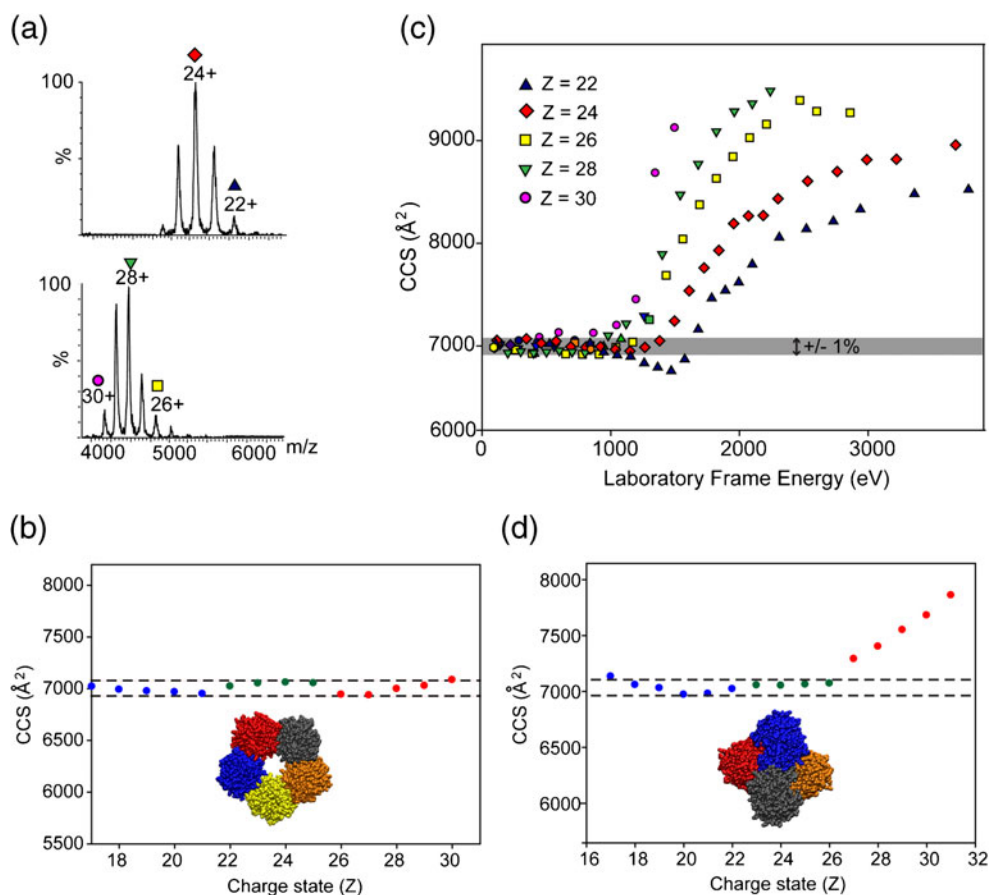 (a)
100
24+
%
22+
100
28+
%
30+
26+
4000 5000 6000 m/z
(c)
Z = 22
Z = 24
Z = 26
Z = 28
Z = 30
9000
8000
7000
6000
CCS (Å²)
+/- 1%
0 1000 2000 3000
Laboratory Frame Energy (eV)
(b)
8000
7500
7000
6500
6000
5500
CCS (Å²)
18 20 22 24 26 28 30
Charge state (Z)
(d)
8000
7500
7000
6500
6000
CCS (Å²)
16 18 20 22 24 26 28 30 32
Charge state (Z)